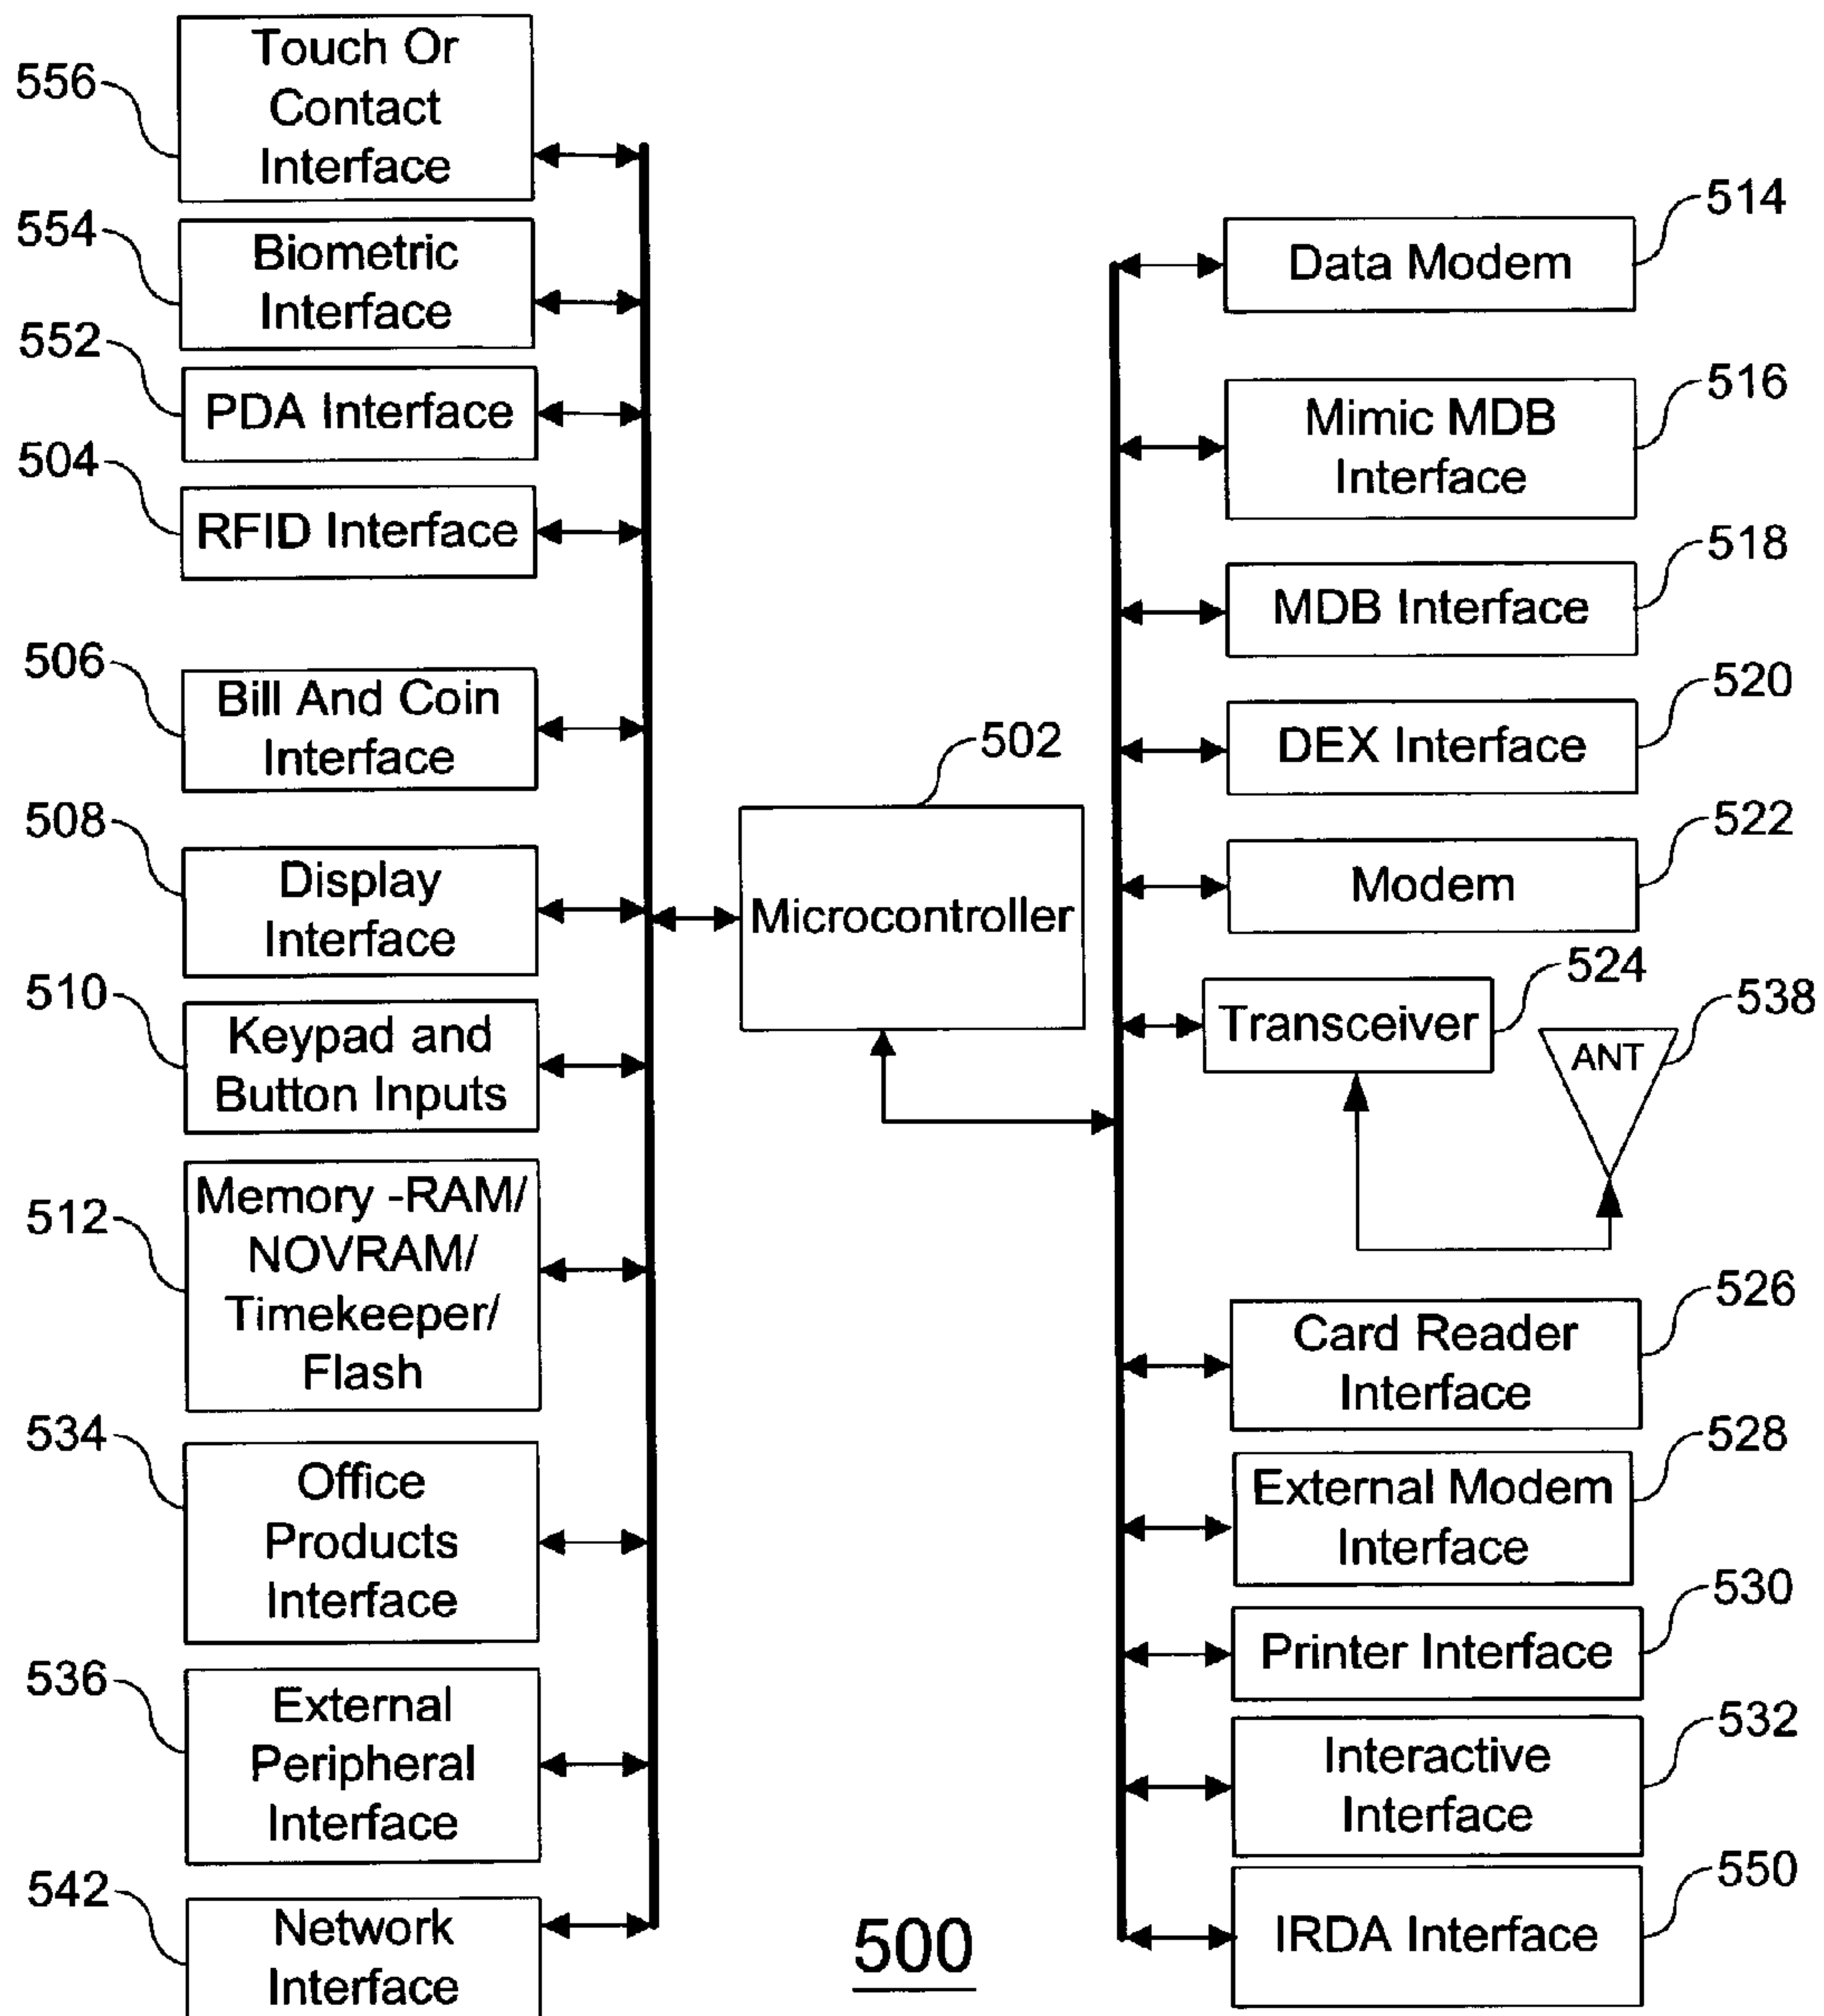 556
Touch Or
Contact
Interface
554
Biometric
Interface
552
PDA Interface
504
RFID Interface
506
Bill And Coin
Interface
508
Display
Interface
510
Keypad and
Button Inputs
512
Memory -RAM/
NOVRAM/
Timekeeper/
Flash
534
Office
Products
Interface
536
External
Peripheral
Interface
542
Network
Interface
502
Microcontroller
500
514
Data Modem
516
Mimic MDB
Interface
518
MDB Interface
520
DEX Interface
522
Modem
524
Transceiver
538
ANT
526
Card Reader
Interface
528
External Modem
Interface
530
Printer Interface
532
Interactive
Interface
550
IRDA Interface